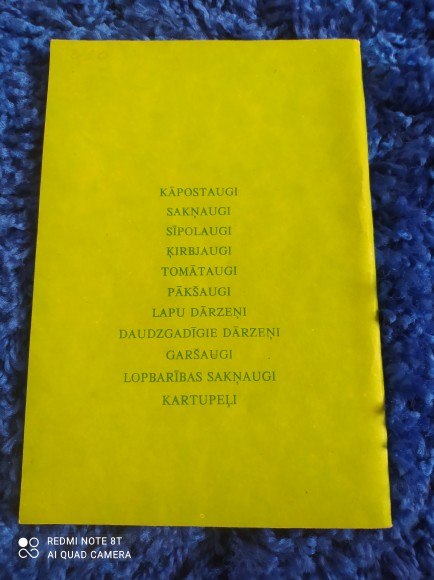 KĀPOSTAUGI
SAKŅAUGI
SĪPOLAUGI
ĶIRBJAUGI
TOMĀTAUGI
PĀKŠAUGI
LAPU DĀRZEŅI
DAUDZGADĪGIE DĀRZEŅI
GARŠAUGI
LOPBARĪBAS SAKŅAUGI
KARTUPEĻI
REDMI NOTE 8T
AI QUAD CAMERA